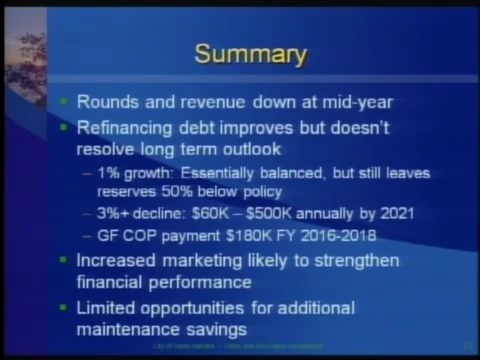 Summary
Rounds and revenue down at mid-year
Refinancing debt improves but doesn't
resolve long term outlook
– 1% growth: Essentially balanced, but still leaves
reserves 50% below policy
– 3%+ decline: $60K – $500K annually by 2021
– GF COP payment $180K FY 2016-2018
Increased marketing likely to strengthen
financial performance
Limited opportunities for additional
maintenance savings